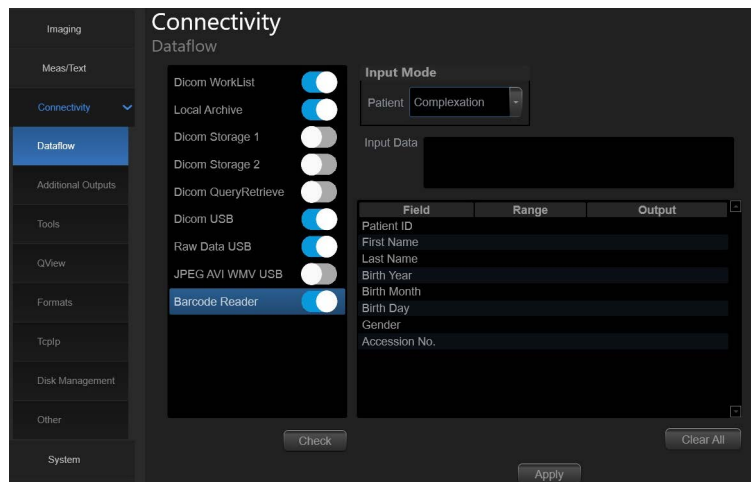 Connectivity
Dataflow
Imaging
Meas/Text
Connectivity
Dataflow
Additional Outputs
Tools
QView
Formats
TcpIp
Disk Management
Other
System
Dicom WorkList
Local Archive
Dicom Storage 1
Dicom Storage 2
Dicom QueryRetrieve
Dicom USB
Raw Data USB
JPEG AVI WMV USB
Barcode Reader
Check
Input Mode
Patient Complexation
Input Data
Field Range Output
Patient ID
First Name
Last Name
Birth Year
Birth Month
Birth Day
Gender
Accession No.
Clear All
Apply